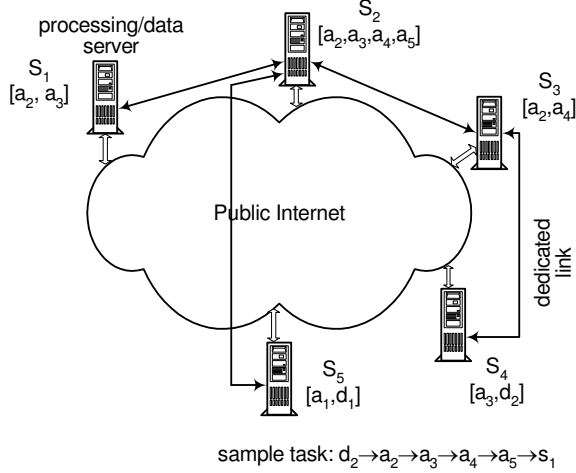 processing/data
server
S₁
[a₂, a₃]
S₂
[a₂,a₃,a₄,a₅]
S₃
[a₂,a₄]
Public Internet
dedicated
link
S₅
[a₁,d₁]
S₄
[a₃,d₂]
sample task: d₂→a₂→a₃→a₄→a₅→s₁